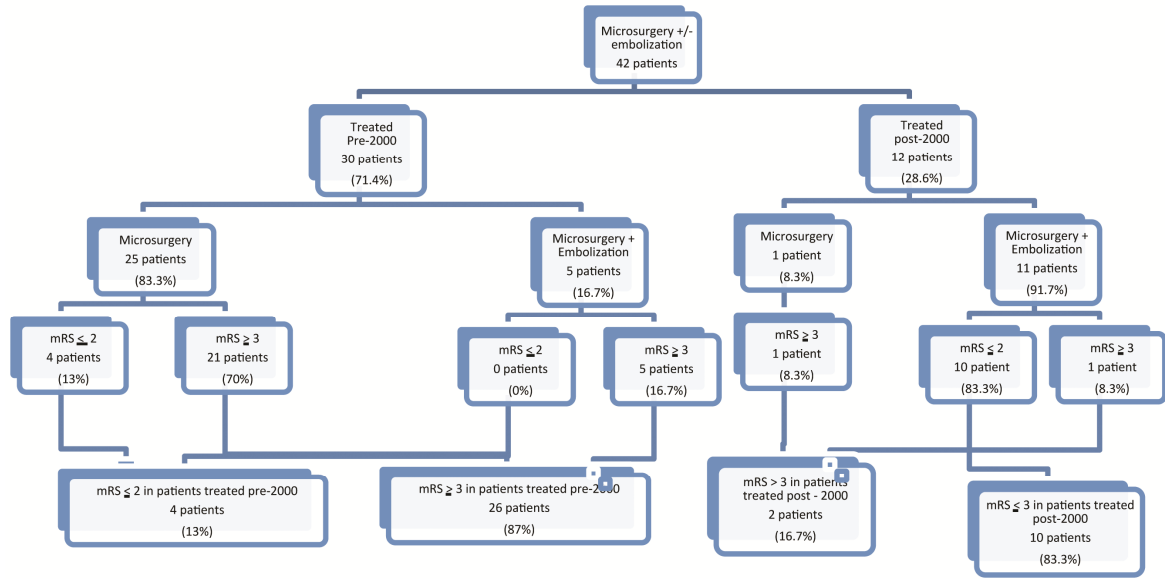 Microsurgery +/-
embolization
42 patients
Treated
Pre-2000
30 patients
(71.4%)
Treated
post-2000
12 patients
(28.6%)
Microsurgery
25 patients
(83.3%)
Microsurgery +
Embolization
5 patients
(16.7%)
Microsurgery
1 patient
(8.3%)
Microsurgery +
Embolization
11 patients
(91.7%)
mRS ≤ 2
4 patients
(13%)
mRS ≥ 3
21 patients
(70%)
mRS ≤ 2
0 patients
(0%)
mRS ≥ 3
5 patients
(16.7%)
mRS ≥ 3
1 patient
(8.3%)
mRS ≤ 2
10 patient
(83.3%)
mRS ≥ 3
1 patient
(8.3%)
mRS ≤ 2 in patients treated pre-2000
4 patients
(13%)
mRS ≥ 3 in patients treated pre-2000
26 patients
(87%)
mRS > 3 in patients
treated post - 2000
2 patients
(16.7%)
mRS ≤ 3 in patients treated
post-2000
10 patients
(83.3%)